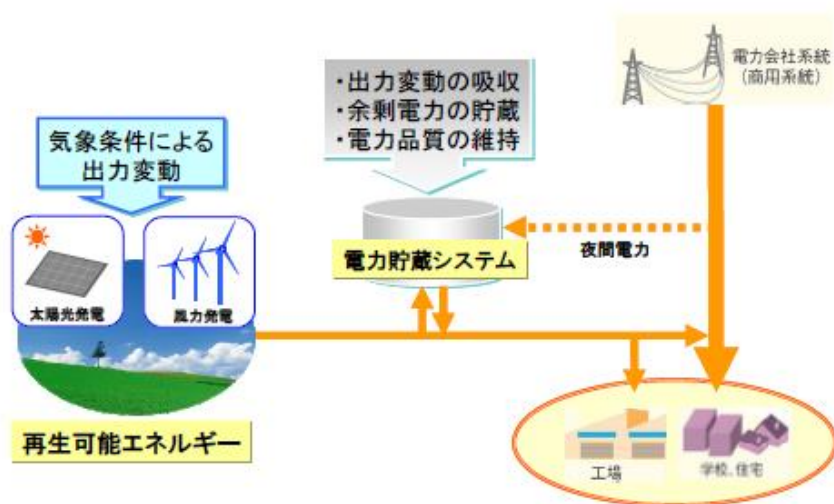 電力会社系統
(商用系統)
・出力変動の吸収
・余剰電力の貯蔵
・電力品質の維持
気象条件による
出力変動
夜間電力
電力貯蔵システム
太陽光発電
風力発電
再生可能エネルギー
工場
学校、住宅